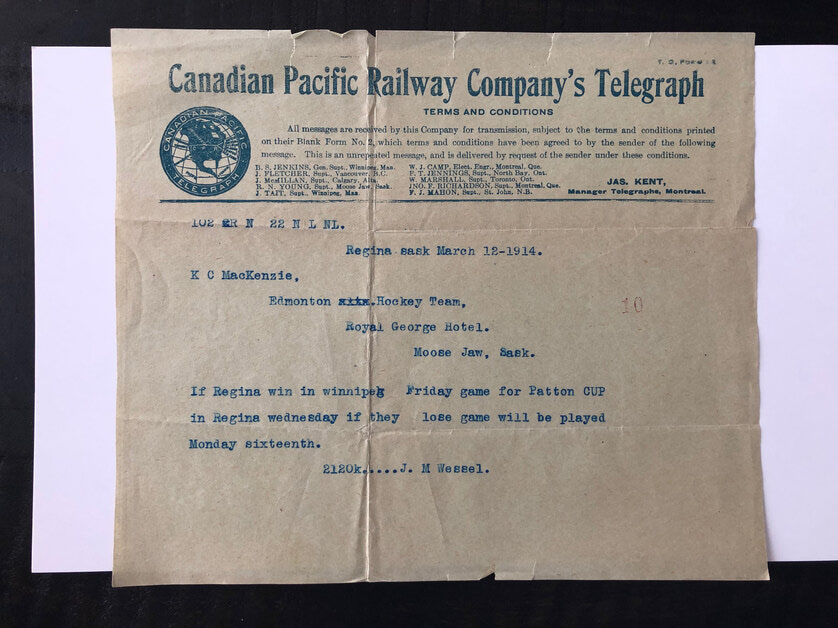 T. D. Form
Canadian Pacific Railway Company's Telegraph
TERMS AND CONDITIONS
All messages are received by this Company for transmission, subject to the terms and conditions printed
on their Blank Form No. 2, which terms and conditions have been agreed to by the sender of the following
message. This is an unrepeated message, and is delivered by request of the sender under these conditions.
CANADIAN PACIFIC
TELEGRAPH
B. S. JENKINS, Gen. Supt., Winnipeg, Man.
J. FLETCHER, Supt., Vancouver, B.C.
J. McMILLAN, Supt., Calgary, Alta.
R. N. YOUNG, Supt., Moose Jaw, Sask.
J. TAIT, Supt., Winnipeg, Man.
W. J. CAMP, Elect. Engr., Montreal, Que.
F. T. JENNINGS, Supt., North Bay, Ont.
W. MARSHALL, Supt., Toronto, Ont.
JNO. F. RICHARDSON, Supt., Montreal, Que.
F. J. MAHON, Supt., St. John, N.B.
JAS. KENT,
Manager Telegraphs, Montreal.
102 RN 22 N L NL.
Regina sask March 12-1914.
K C MacKenzie,
Edmonton Hockey Team,
10
Royal George Hotel.
Moose Jaw, Sask.
If Regina win in winnipeg Friday game for Patton CUP
in Regina wednesday if they lose game will be played
Monday sixteenth.
2120k.....J. M Wessel.